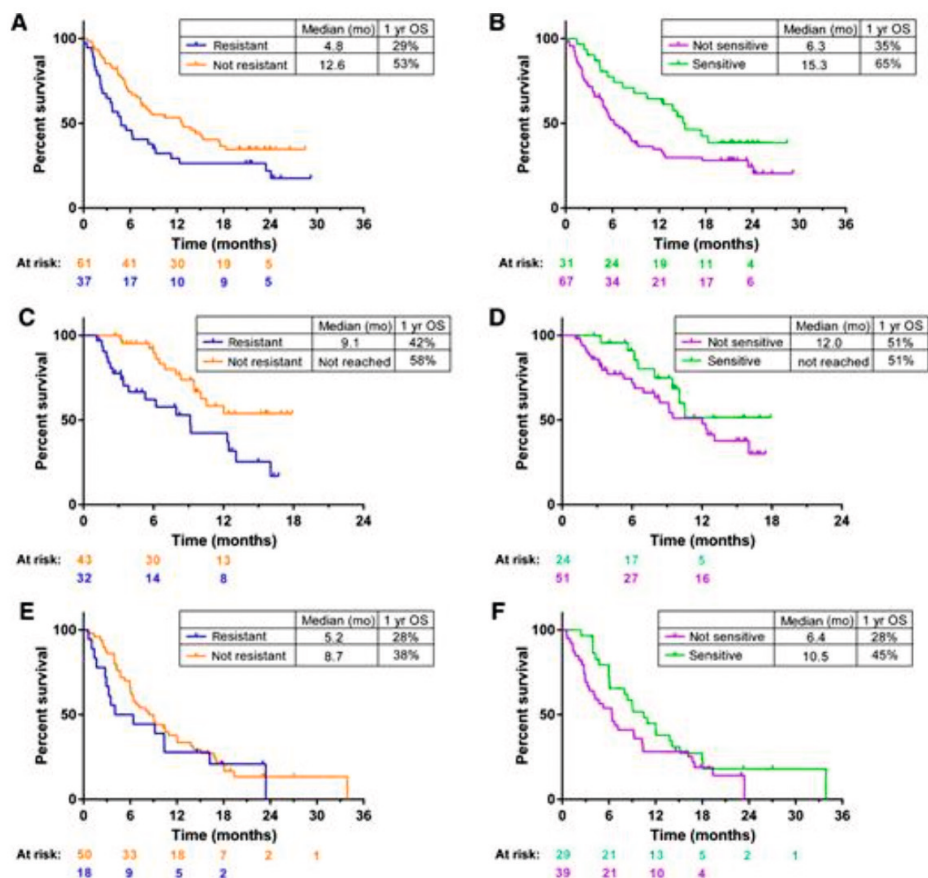 A
Median (mo) 1 yr OS
Resistant 4.8 29%
Not resistant 12.6 53%
Percent survival
100
50
0
0 6 12 18 24 30 36
Time (months)
At risk: 61 41 30 19 5
37 17 10 9 5
B
Median (mo) 1 yr OS
Not sensitive 6.3 35%
Sensitive 15.3 65%
Percent survival
100
50
0
0 6 12 18 24 30 36
Time (months)
At risk: 31 24 19 11 4
67 34 21 17 6
C
Median (mo) 1 yr OS
Resistant 9.1 42%
Not resistant Not reached 58%
Percent survival
100
50
0
0 6 12 18 24
Time (months)
At risk: 43 30 13
32 14 8
D
Median (mo) 1 yr OS
Not sensitive 12.0 51%
Sensitive not reached 51%
Percent survival
100
50
0
0 6 12 18 24
Time (months)
At risk: 24 17 5
51 27 16
E
Median (mo) 1 yr OS
Resistant 5.2 28%
Not resistant 8.7 38%
Percent survival
100
50
0
0 6 12 18 24 30 36
Time (months)
At risk: 50 33 18 7 2 1
18 9 5 2
F
Median (mo) 1 yr OS
Not sensitive 6.4 28%
Sensitive 10.5 45%
Percent survival
100
50
0
0 6 12 18 24 30 36
Time (months)
At risk: 29 21 13 5 2 1
39 21 10 4